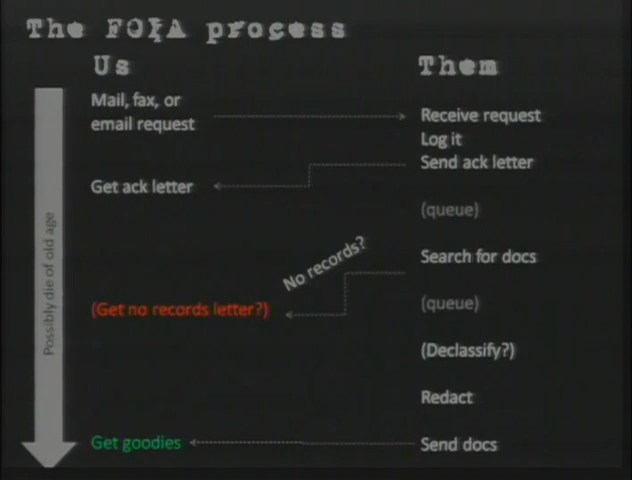 The FOIA process
Us
Them
Mail, fax, or
email request
Receive request
Log it
Send ack letter
Get ack letter
(queue)
Search for docs
No records?
(Get no records letter?)
(queue)
(Declassify?)
Redact
Get goodies
Send docs
Possibly die of old age